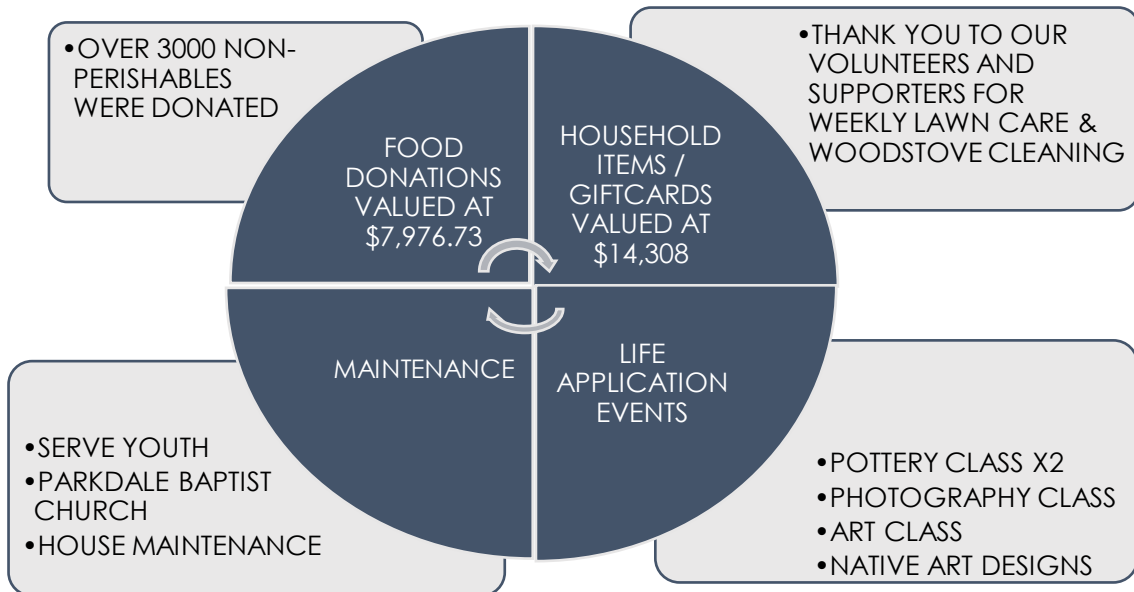 •OVER 3000 NON-
PERISHABLES
WERE DONATED
FOOD
DONATIONS
VALUED AT
$7,976.73
HOUSEHOLD
ITEMS /
GIFTCARDS
VALUED AT
$14,308
•THANK YOU TO OUR
VOLUNTEERS AND
SUPPORTERS FOR
WEEKLY LAWN CARE &
WOODSTOVE CLEANING
MAINTENANCE
•SERVE YOUTH
•PARKDALE BAPTIST
CHURCH
•HOUSE MAINTENANCE
LIFE
APPLICATION
EVENTS
•POTTERY CLASS X2
•PHOTOGRAPHY CLASS
•ART CLASS
•NATIVE ART DESIGNS